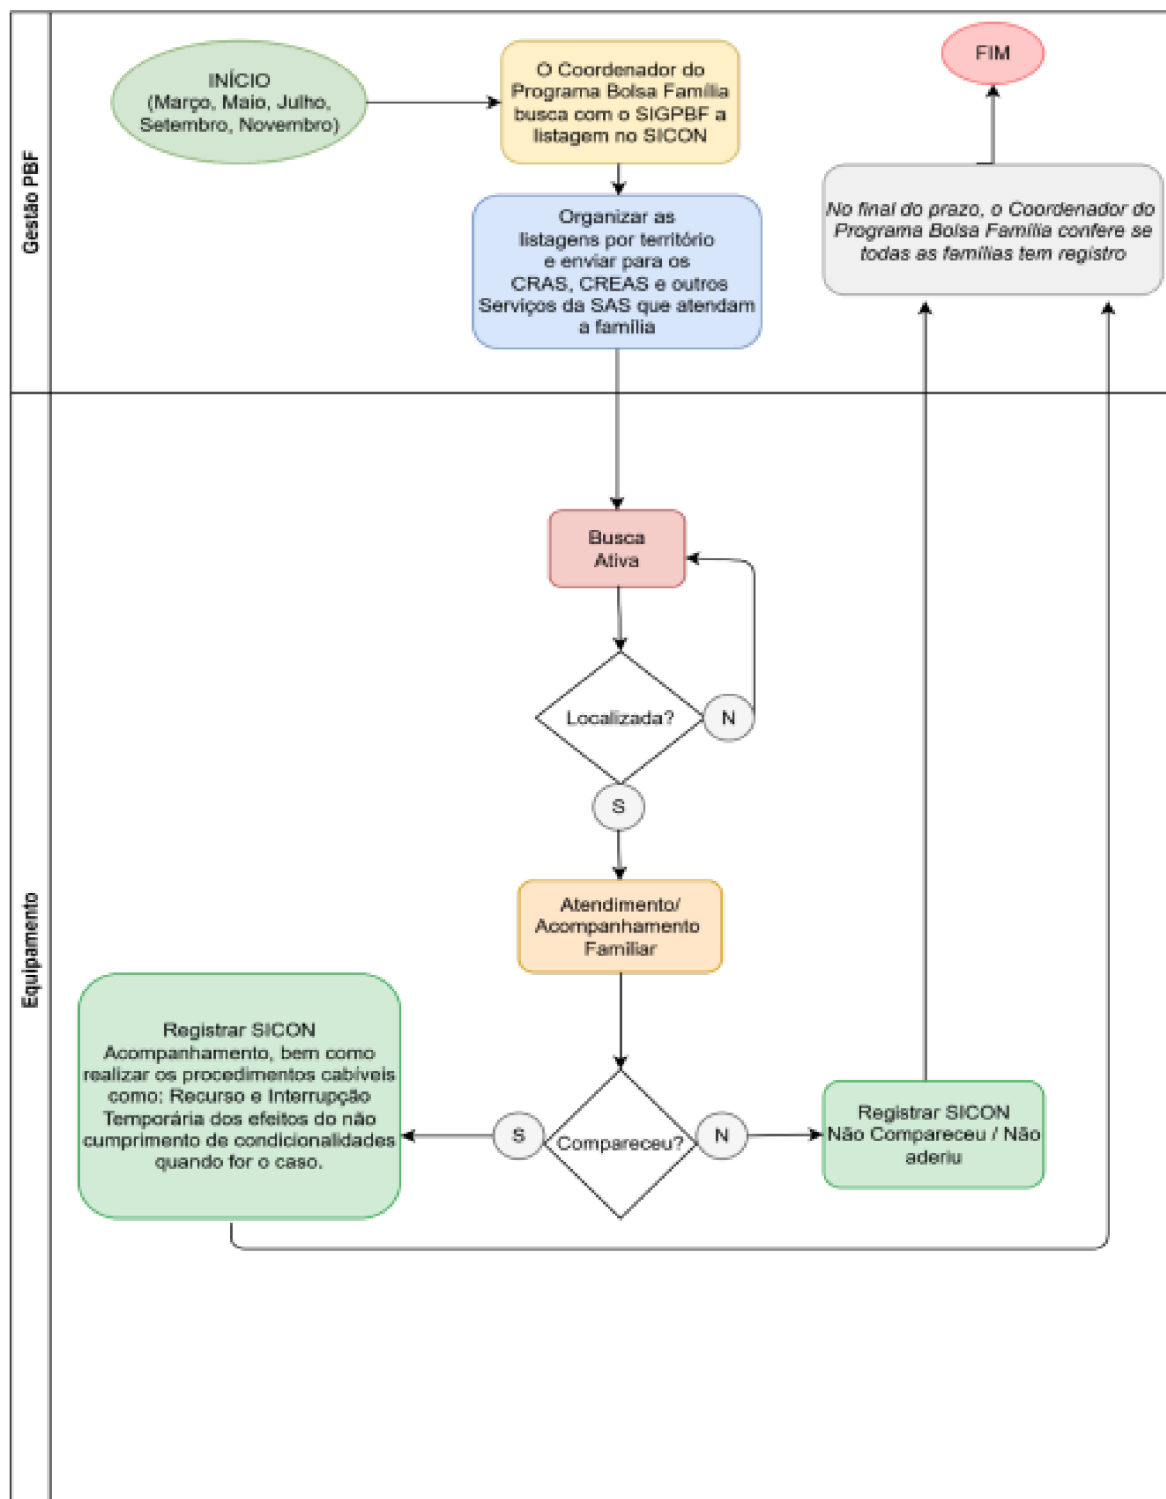 Gestão PBF
INÍCIO
(Março, Maio, Julho,
Setembro, Novembro)
O Coordenador do
Programa Bolsa Família
busca com o SIGPBF a
listagem no SICON
Organizar as
listagens por território
e enviar para os
CRAS, CREAS e outros
Serviços da SAS que atendam
a família
FIM
No final do prazo, o Coordenador do
Programa Bolsa Família confere se
todas as famílias tem registro
Equipamento
Busca
Ativa
Localizada?
N
S
Atendimento/
Acompanhamento
Familiar
Compareceu?
S
N
Registrar SICON
Acompanhamento, bem como
realizar os procedimentos cabíveis
como: Recurso e Interrupção
Temporária dos efeitos do não
cumprimento de condicionalidades
quando for o caso.
Registrar SICON
Não Compareceu / Não
aderiu